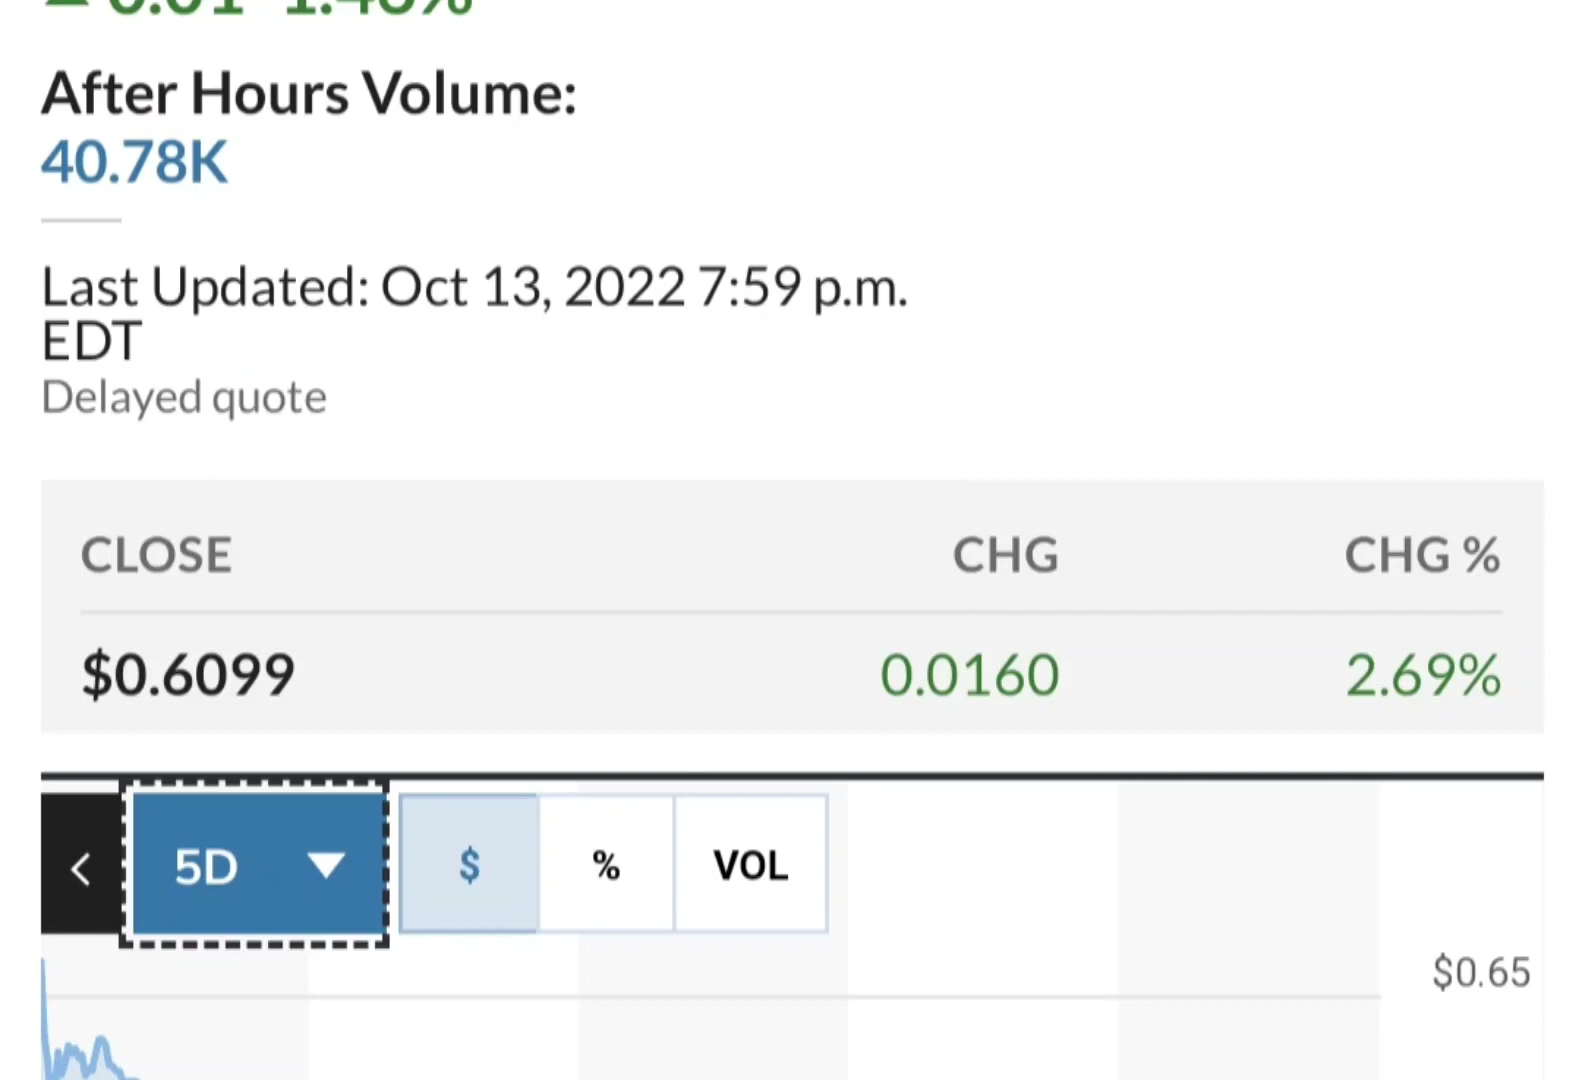 After Hours Volume:
40.78K
Last Updated: Oct 13, 2022 7:59 p.m.
EDT
Delayed quote
CLOSE CHG CHG %
$0.6099 0.0160 2.69%
5D $ % VOL
$0.65